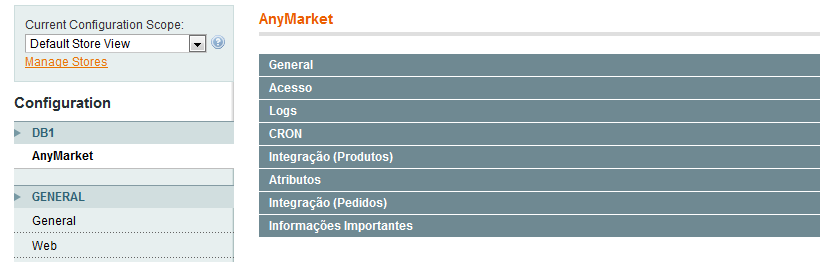 Current Configuration Scope:
Default Store View
Manage Stores
Configuration
DB1
AnyMarket
GENERAL
General
Web
AnyMarket
General
Acesso
Logs
CRON
Integração (Produtos)
Atributos
Integração (Pedidos)
Informações Importantes